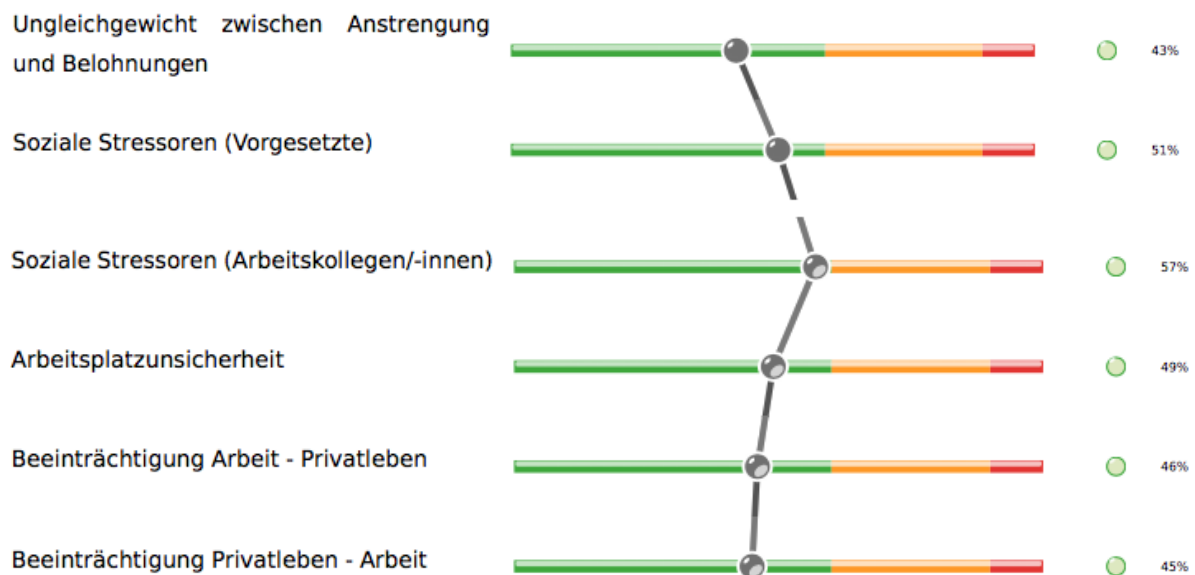 Ungleichgewicht zwischen Anstrengung
und Belohnungen
43%
Soziale Stressoren (Vorgesetzte)
51%
Soziale Stressoren (Arbeitskollegen/-innen)
57%
Arbeitsplatzunsicherheit
49%
Beeinträchtigung Arbeit - Privatleben
46%
Beeinträchtigung Privatleben - Arbeit
45%